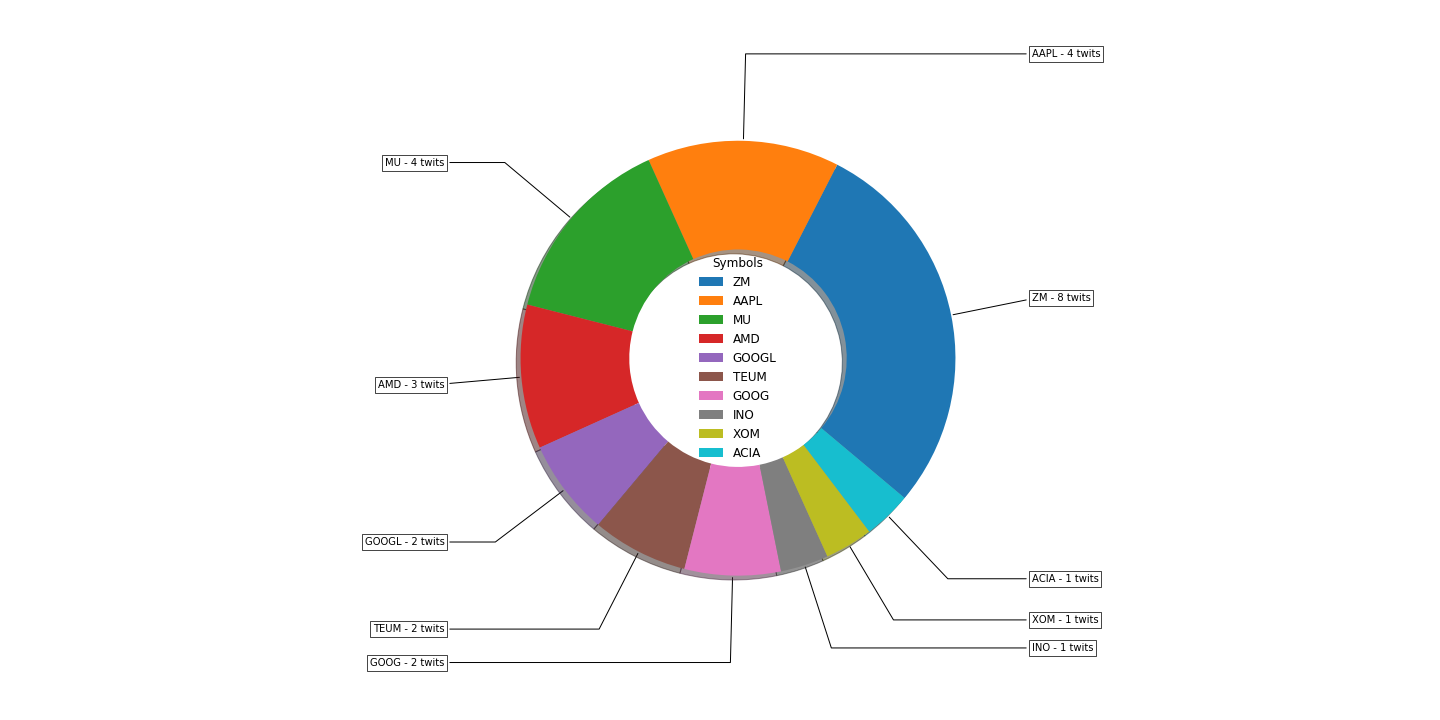 AAPL - 4 twits
MU - 4 twits
ZM - 8 twits
AMD - 3 twits
GOOGL - 2 twits
TEUM - 2 twits
GOOG - 2 twits
ACIA - 1 twits
XOM - 1 twits
INO - 1 twits
Symbols
ZM
AAPL
MU
AMD
GOOGL
TEUM
GOOG
INO
XOM
ACIA